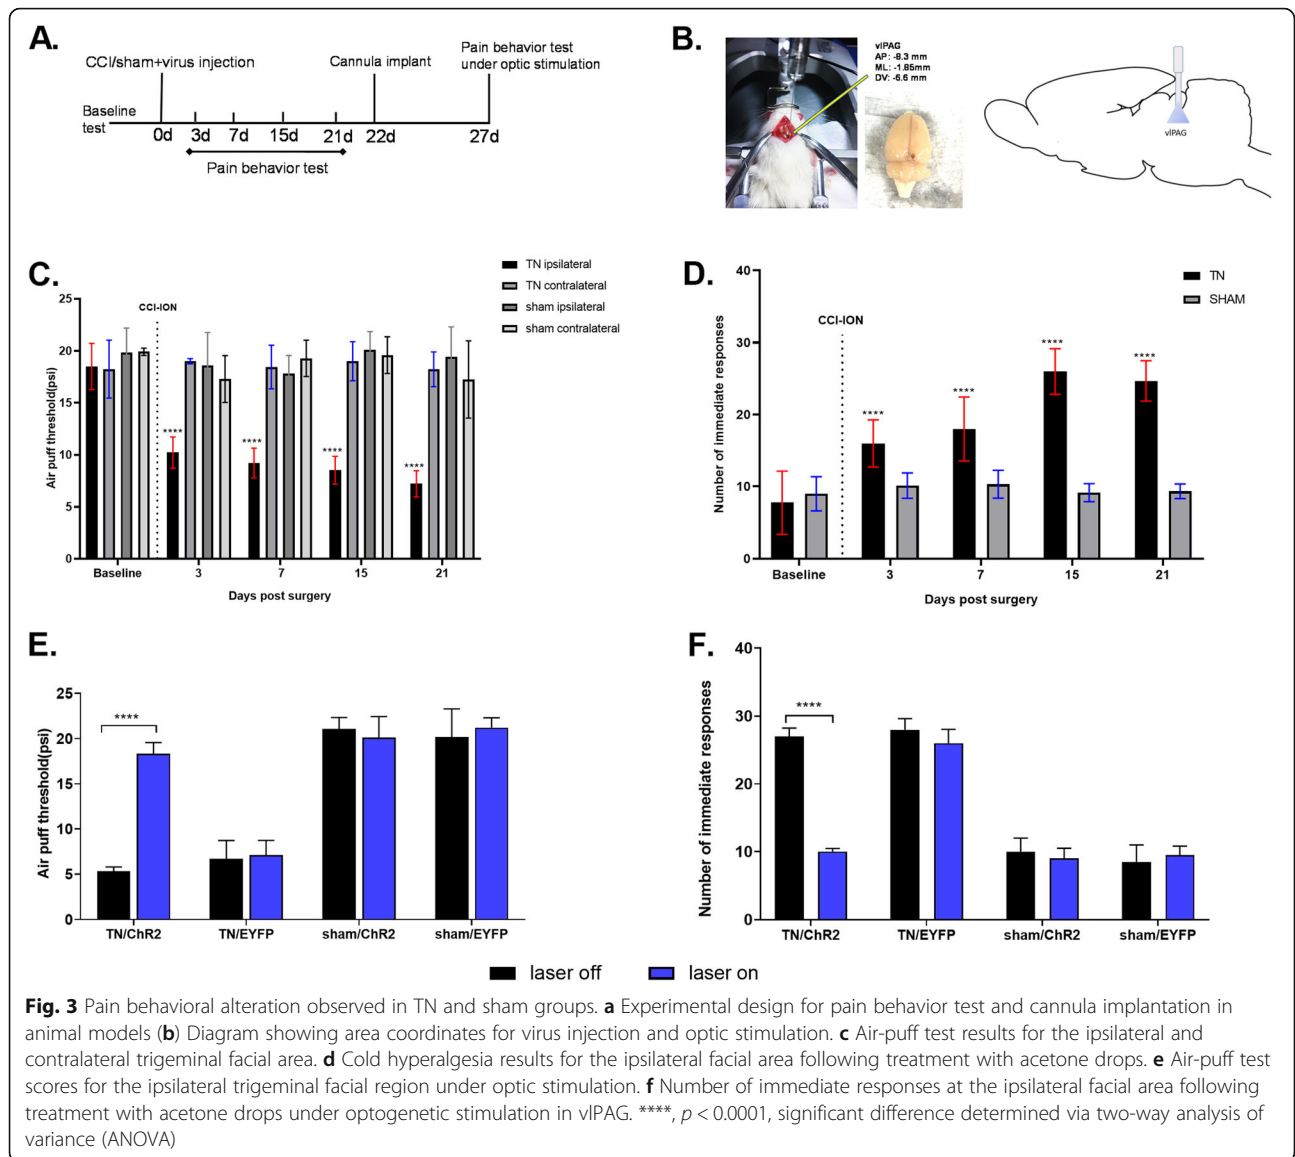 A.
CCI/sham+virus injection
Cannula implant
Pain behavior test
under optic stimulation
Baseline
test
0d
3d
7d
15d
21d
22d
27d
Pain behavior test
B.
vlPAG
AP: -8.3 mm
ML: -1.85mm
DV: -6.6 mm
vlPAG
C.
TN ipsilateral
TN contralateral
sham ipsilateral
sham contralateral
CCI-ION
Air puff threshold(psi)
25
20
15
10
5
0
****
****
****
****
Baseline
3
7
15
21
Days post surgery
D.
TN
SHAM
CCI-ION
Number of immediate responses
40
30
20
10
0
****
****
****
****
Baseline
3
7
15
21
Days post surgery
E.
Air puff threshold(psi)
25
20
15
10
5
0
****
TN/ChR2
TN/EYFP
sham/ChR2
sham/EYFP
F.
Number of immediate responses
40
30
20
10
0
****
TN/ChR2
TN/EYFP
sham/ChR2
sham/EYFP
laser off
laser on
Fig. 3 Pain behavioral alteration observed in TN and sham groups. a Experimental design for pain behavior test and cannula implantation in
animal models (b) Diagram showing area coordinates for virus injection and optic stimulation. c Air-puff test results for the ipsilateral and
contralateral trigeminal facial area. d Cold hyperalgesia results for the ipsilateral facial area following treatment with acetone drops. e Air-puff test
scores for the ipsilateral trigeminal facial region under optic stimulation. f Number of immediate responses at the ipsilateral facial area following
treatment with acetone drops under optogenetic stimulation in vlPAG. ****, p < 0.0001, significant difference determined via two-way analysis of
variance (ANOVA)